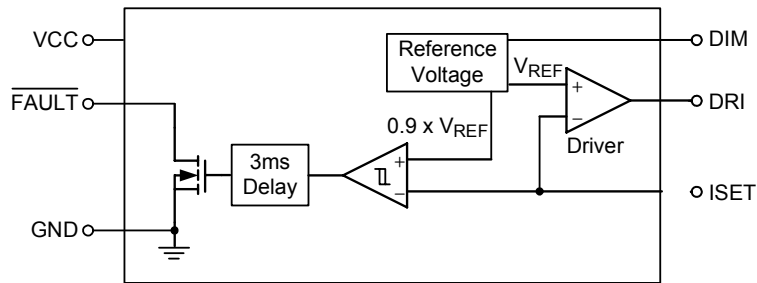 VCC
Reference
Voltage
DIM
FAULT
V_REF
+
−
DRI
Driver
0.9 x V_REF
3ms
Delay
+
−
ISET
GND